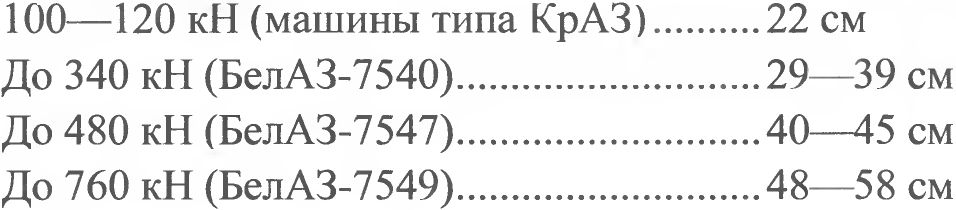 100—120 кН (машины типа КрАЗ)..........22 см
До 340 кН (БелАЗ-7540)............................29—39 см
До 480 кН (БелАЗ-7547)............................40—45 см
До 760 кН (БелАЗ-7549)............................48—58 см